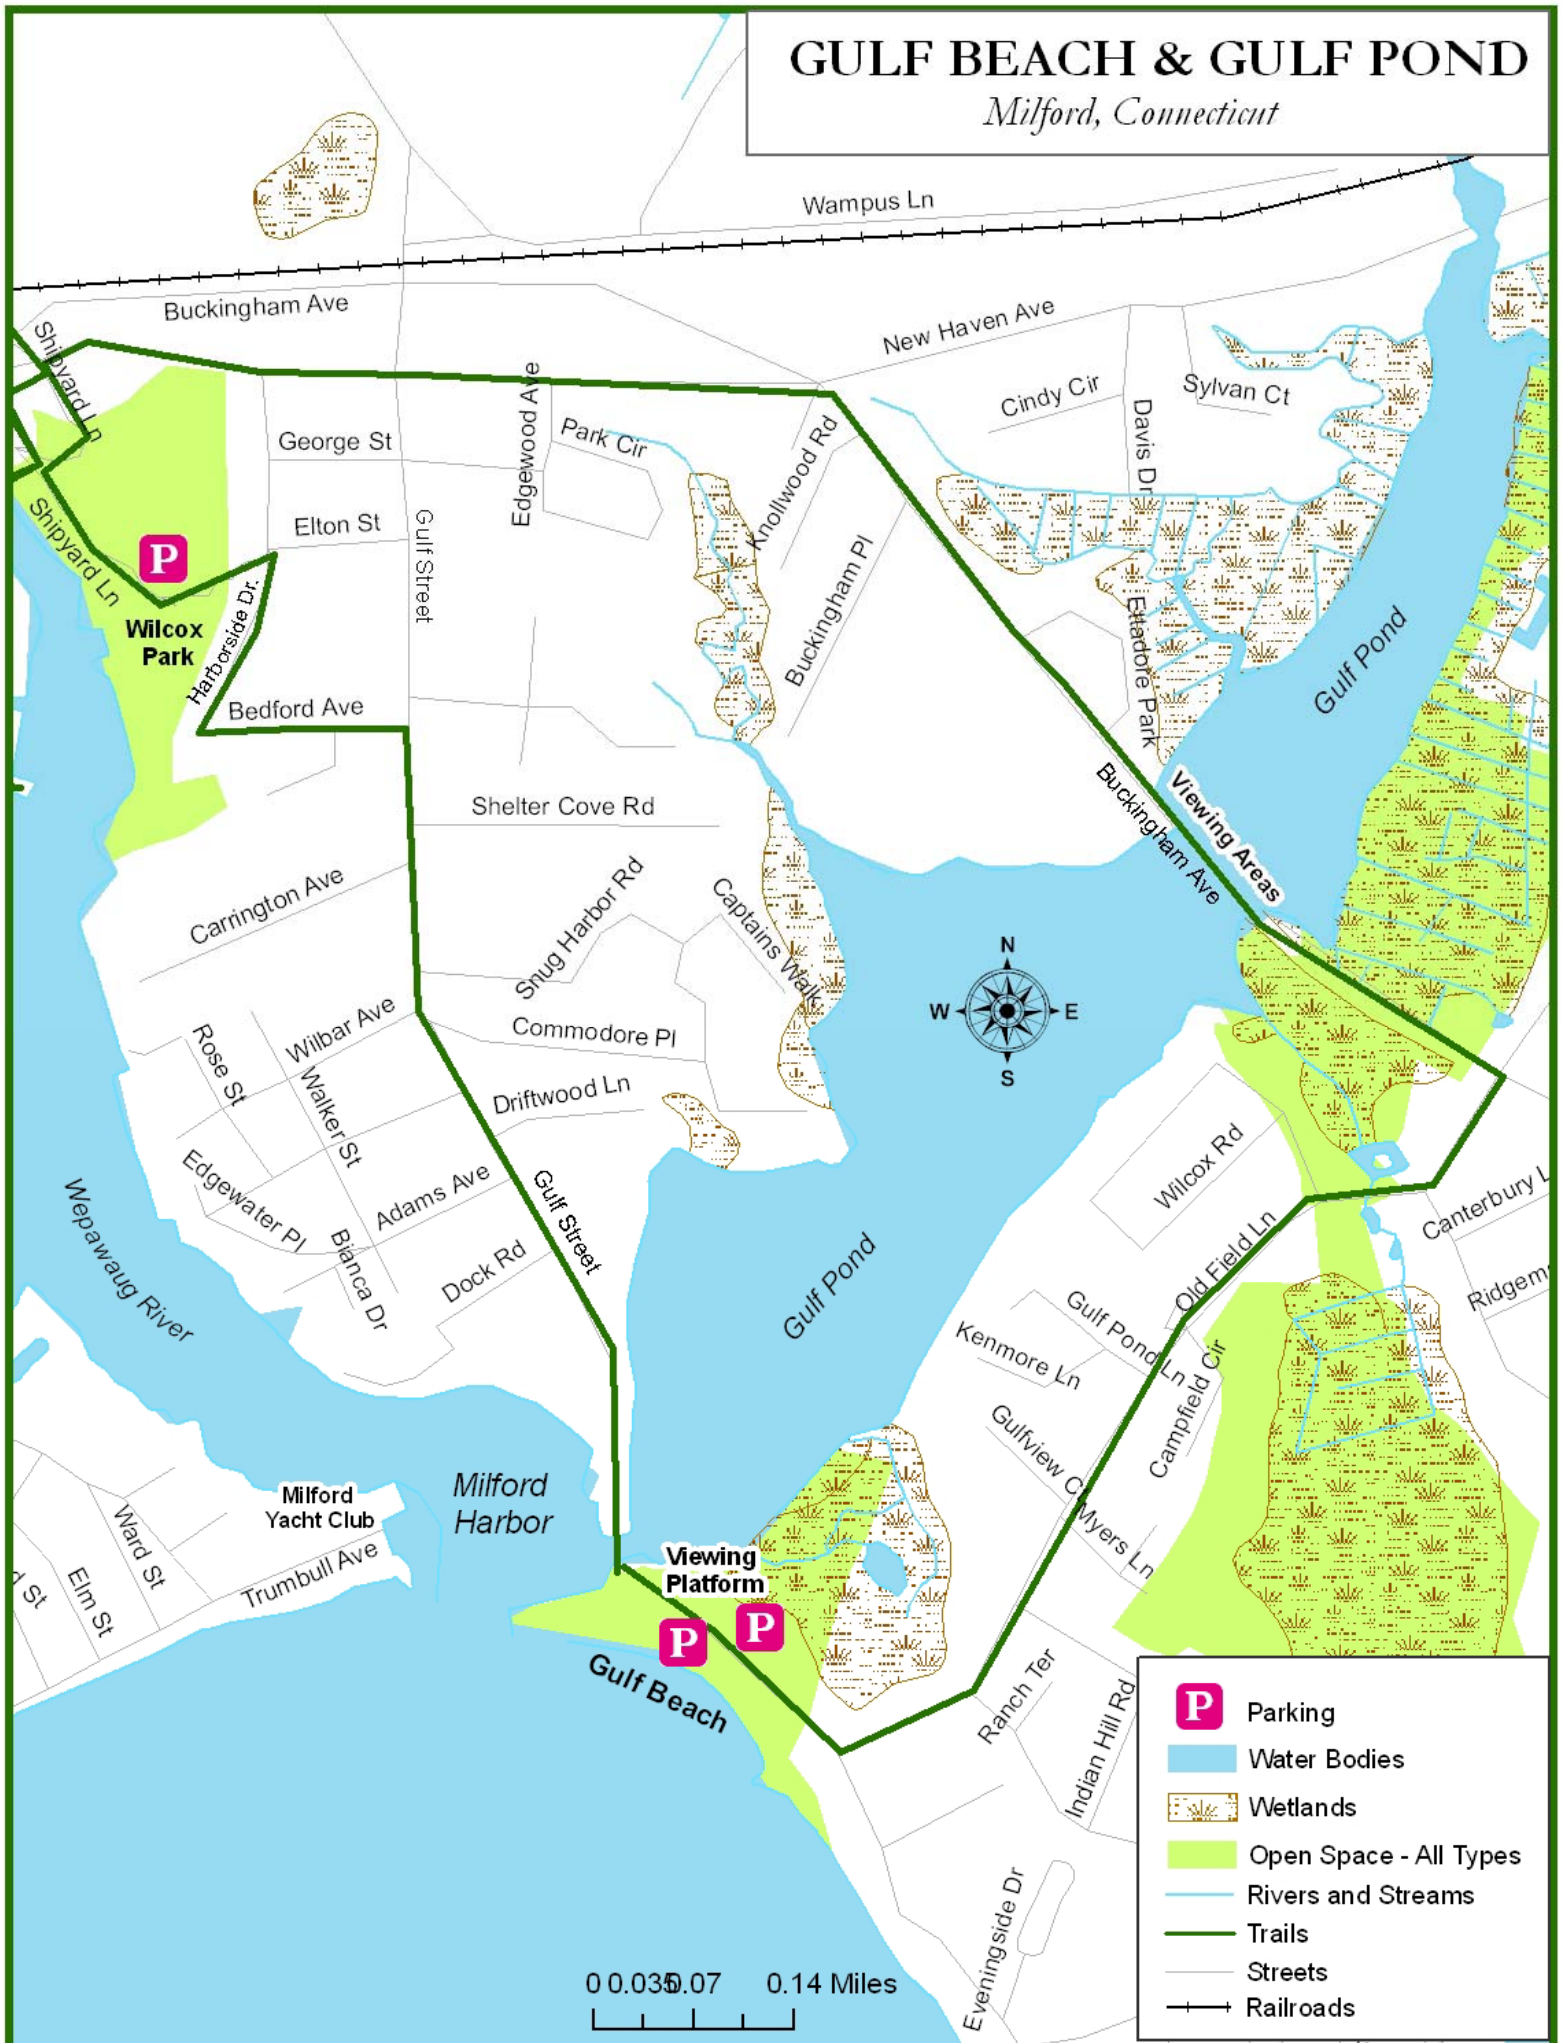 GULF BEACH & GULF POND
Milford, Connecticut
Wampus Ln
Buckingham Ave
New Haven Ave
Shipyard Ln
Edgewood Ave
Cindy Cir
Sylvan Ct
Davis Dr
George St
Park Cir
Knollwood Rd
Elton St
Gulf Street
Shipyard Ln
P
Wilcox
Park
Harborside Dr.
Buckingham Pl
Ettadore Park
Gulf Pond
Bedford Ave
Viewing Areas
Buckingham Ave
Shelter Cove Rd
Carrington Ave
Snug Harbor Rd
Captains Walk
N
W
E
S
Wilbar Ave
Rose St
Commodore Pl
Walker St
Driftwood Ln
Edgewater Pl
Adams Ave
Gulf Street
Wilcox Rd
Wepawaug River
Bianca Dr
Dock Rd
Gulf Pond
Old Field Ln
Canterbury L
Ridgem
Gulf Pond Ln
Kenmore Ln
Campfield Cir
Gulfview C
Myers Ln
Milford
Yacht Club
Milford
Harbor
Ward St
Elm St
d St
Trumbull Ave
Viewing
Platform
P
P
Gulf Beach
Ranch Ter
Indian Hill Rd
Eveningside Dr
P
Parking
Water Bodies
Wetlands
Open Space - All Types
Rivers and Streams
Trails
Streets
Railroads
0 0.035 0.07 0.14 Miles